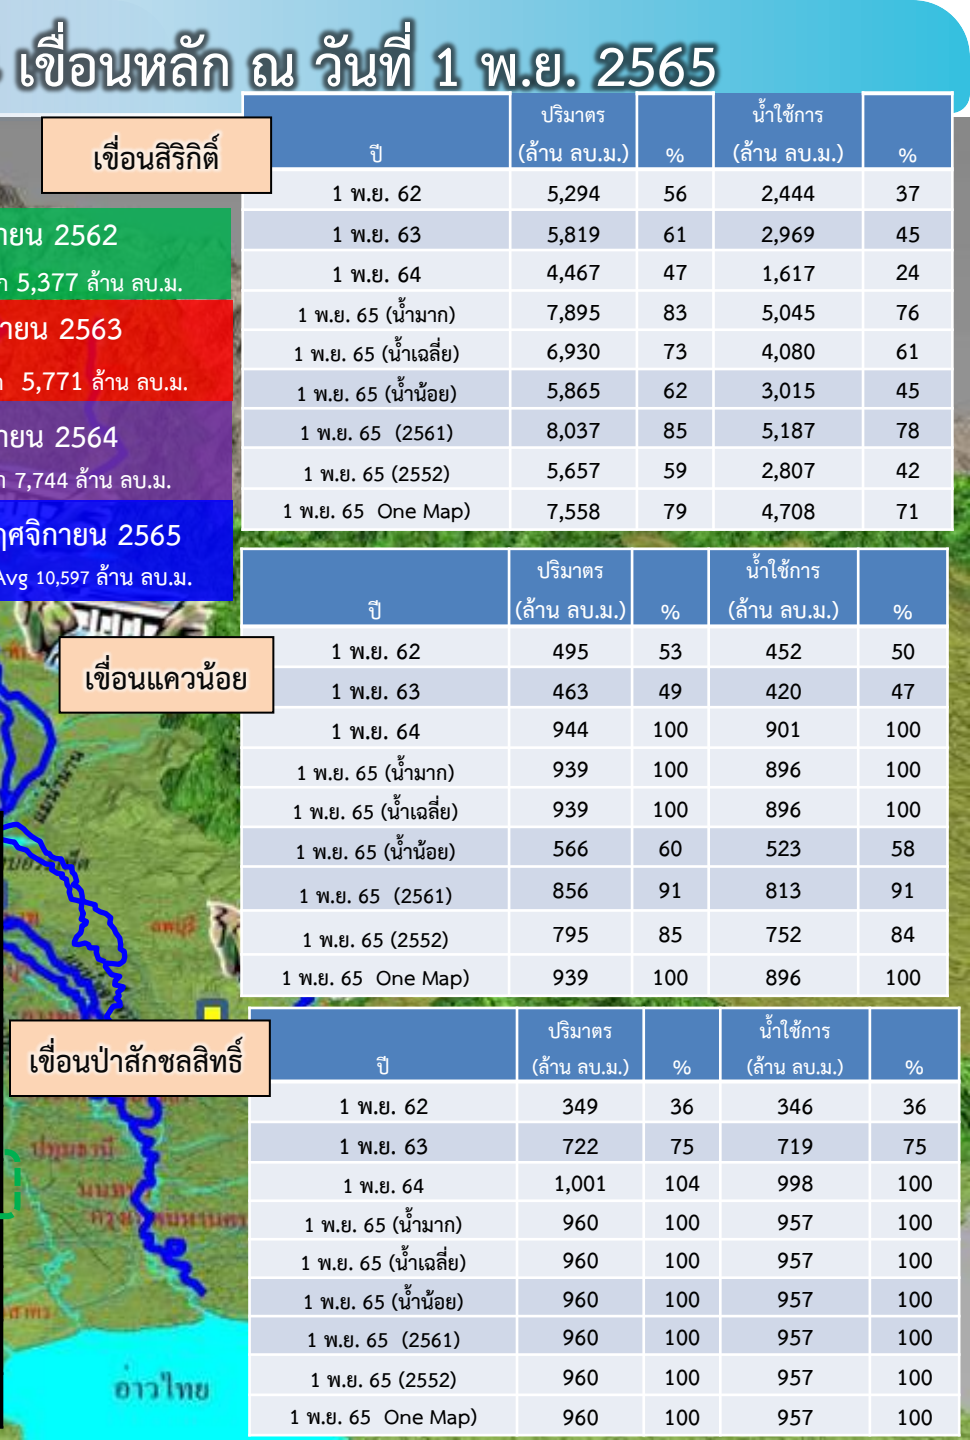 เขื่อนหลัก ณ วันที่ 1 พ.ย. 2565
เขื่อนสิริกิติ์
ปี ปริมาตร (ล้าน ลบ.ม.) % น้ำใช้การ (ล้าน ลบ.ม.) %
1 พ.ย. 62 5,294 56 2,444 37
1 พ.ย. 63 5,819 61 2,969 45
1 พ.ย. 64 4,467 47 1,617 24
1 พ.ย. 65 (น้ำมาก) 7,895 83 5,045 76
1 พ.ย. 65 (น้ำเฉลี่ย) 6,930 73 4,080 61
1 พ.ย. 65 (น้ำน้อย) 5,865 62 3,015 45
1 พ.ย. 65 (2561) 8,037 85 5,187 78
1 พ.ย. 65 (2552) 5,657 59 2,807 42
1 พ.ย. 65 One Map) 7,558 79 4,708 71
ายน 2562
5,377 ล้าน ลบ.ม.
ายน 2563
5,771 ล้าน ลบ.ม.
ายน 2564
7,744 ล้าน ลบ.ม.
ฤศจิกายน 2565
Avg 10,597 ล้าน ลบ.ม.
เขื่อนแควน้อย
ปี ปริมาตร (ล้าน ลบ.ม.) % น้ำใช้การ (ล้าน ลบ.ม.) %
1 พ.ย. 62 495 53 452 50
1 พ.ย. 63 463 49 420 47
1 พ.ย. 64 944 100 901 100
1 พ.ย. 65 (น้ำมาก) 939 100 896 100
1 พ.ย. 65 (น้ำเฉลี่ย) 939 100 896 100
1 พ.ย. 65 (น้ำน้อย) 566 60 523 58
1 พ.ย. 65 (2561) 856 91 813 91
1 พ.ย. 65 (2552) 795 85 752 84
1 พ.ย. 65 One Map) 939 100 896 100
แม่น้ำน่าน
ลพบุรี
เขื่อนป่าสักชลสิทธิ์
ปี ปริมาตร (ล้าน ลบ.ม.) % น้ำใช้การ (ล้าน ลบ.ม.) %
1 พ.ย. 62 349 36 346 36
1 พ.ย. 63 722 75 719 75
1 พ.ย. 64 1,001 104 998 100
1 พ.ย. 65 (น้ำมาก) 960 100 957 100
1 พ.ย. 65 (น้ำเฉลี่ย) 960 100 957 100
1 พ.ย. 65 (น้ำน้อย) 960 100 957 100
1 พ.ย. 65 (2561) 960 100 957 100
1 พ.ย. 65 (2552) 960 100 957 100
1 พ.ย. 65 One Map) 960 100 957 100
ปทุมธานี
อ่าวไทย